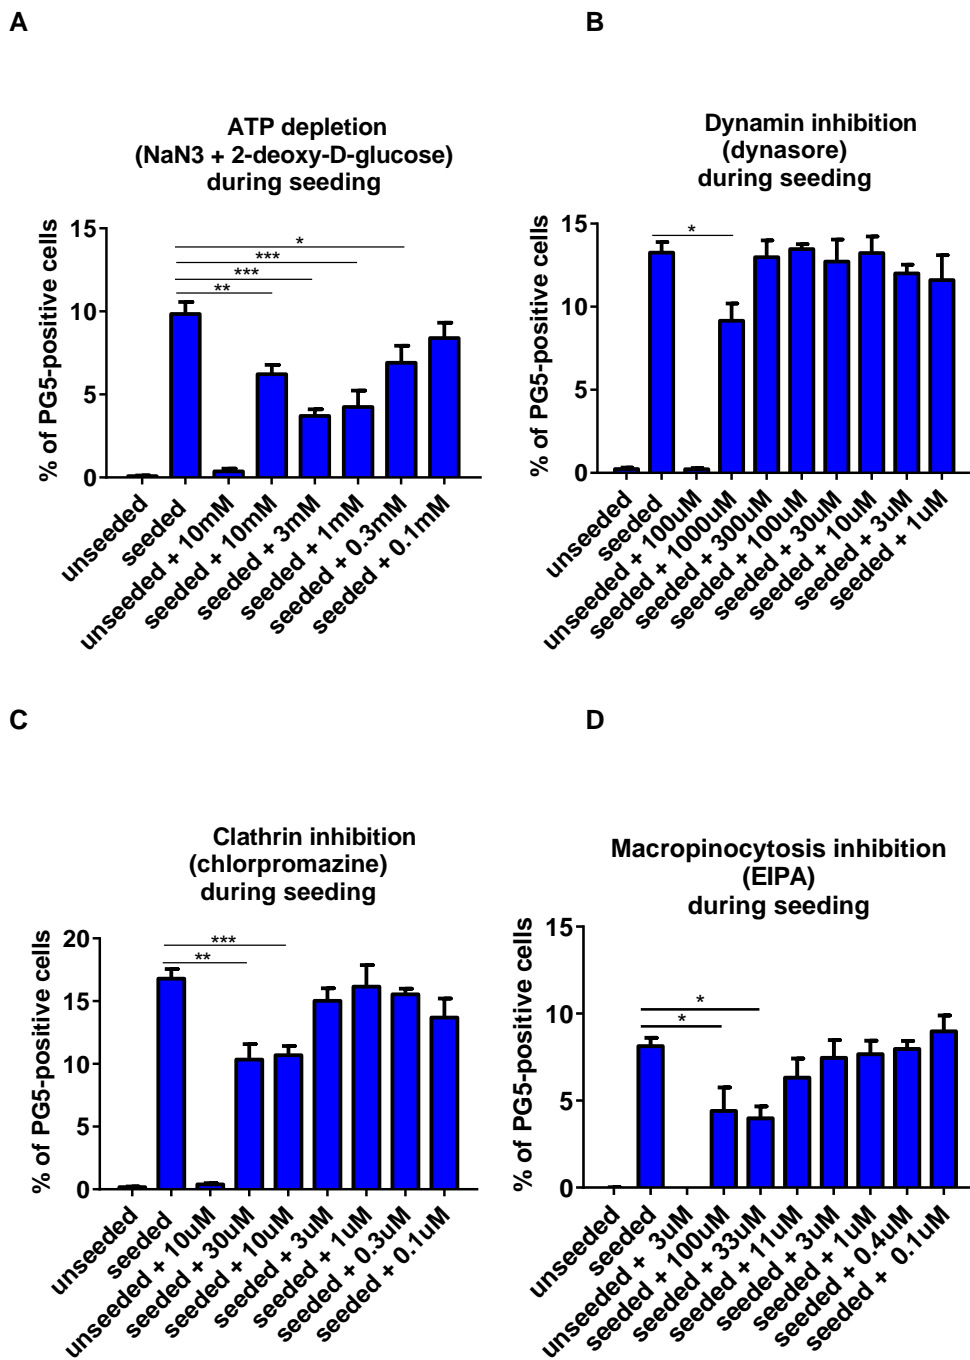 A
ATP depletion
(NaN3 + 2-deoxy-D-glucose)
during seeding
% of PG5-positive cells
15
10
5
0
*
***
***
**
unseeded
seeded
unseeded + 10mM
seeded + 10mM
seeded + 3mM
seeded + 1mM
seeded + 0.3mM
seeded + 0.1mM
B
Dynamin inhibition
(dynasore)
during seeding
% of PG5-positive cells
15
10
5
0
*
unseeded
seeded
unseeded + 100uM
seeded + 1000uM
seeded + 300uM
seeded + 100uM
seeded + 30uM
seeded + 10uM
seeded + 3uM
seeded + 1uM
C
Clathrin inhibition
(chlorpromazine)
during seeding
% of PG5-positive cells
20
15
10
5
0
***
**
unseeded
seeded
unseeded + 10uM
seeded + 30uM
seeded + 10uM
seeded + 3uM
seeded + 1uM
seeded + 0.3uM
seeded + 0.1uM
D
Macropinocytosis inhibition
(EIPA)
during seeding
% of PG5-positive cells
15
10
5
0
*
*
unseeded
seeded
unseeded + 3uM
seeded + 100uM
seeded + 33uM
seeded + 11uM
seeded + 3uM
seeded + 1uM
seeded + 0.4uM
seeded + 0.1uM